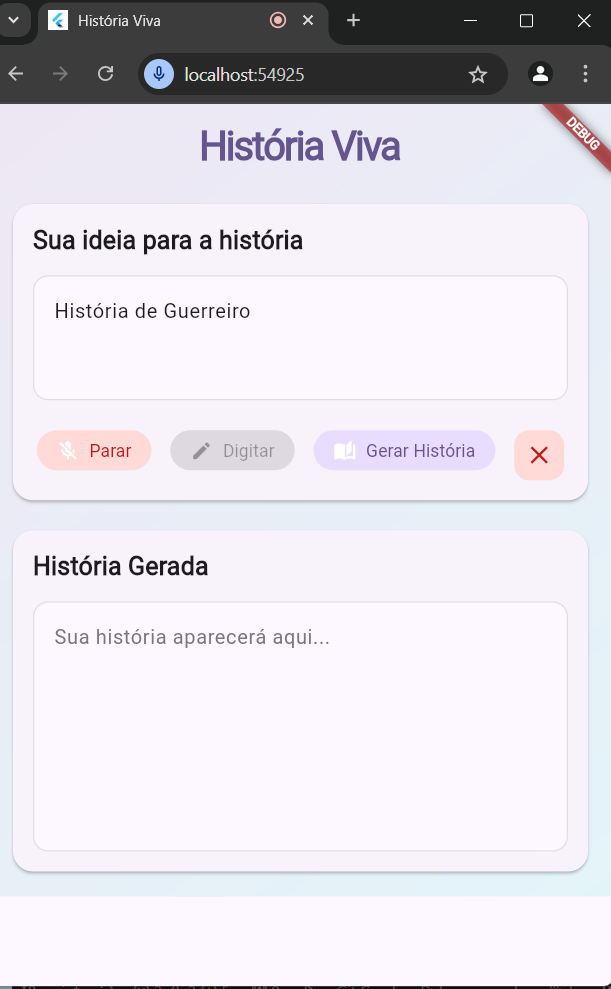 História Viva
localhost:54925
DEBUG
História Viva
Sua ideia para a história
História de Guerreiro
Parar
Digitar
Gerar História
História Gerada
Sua história aparecerá aqui...